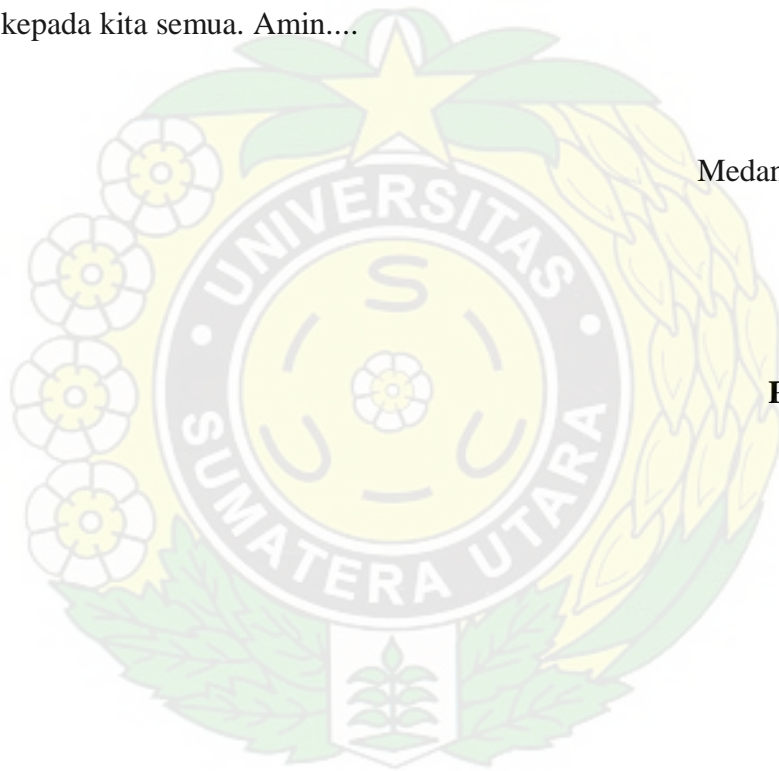 kepada kita semua. Amin....
Medan
UNIVERSITAS
U S U
SUMATERA UTARA